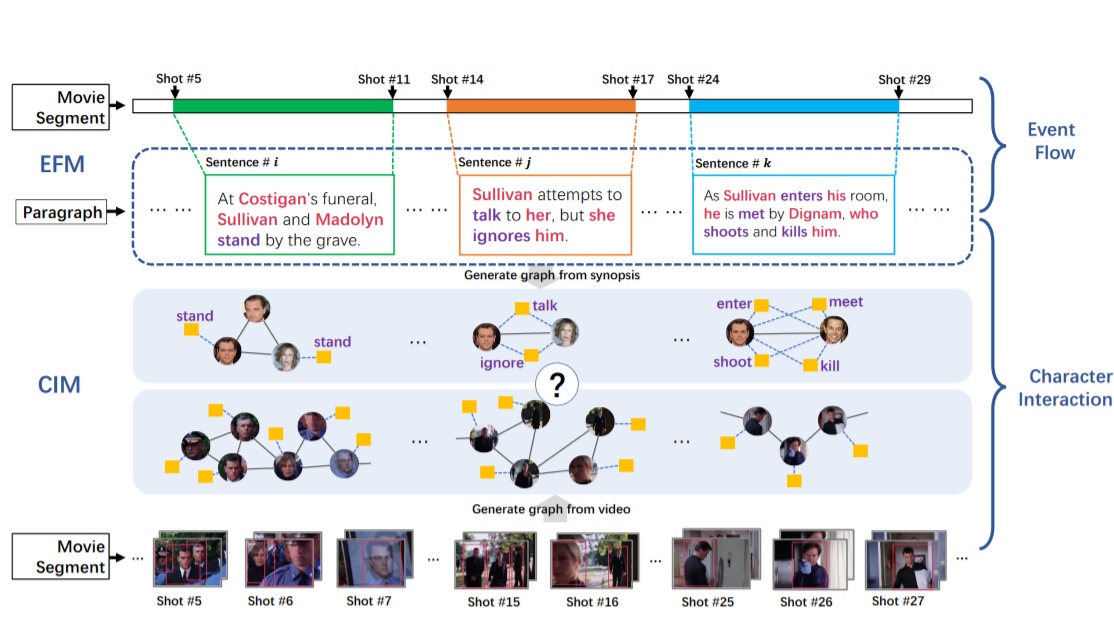 Shot #5
Shot #11
Shot #14
Shot #17
Shot #24
Shot #29
Movie
Segment
Event
Flow
EFM
Sentence # i
Sentence # j
Sentence # k
Paragraph
... ...
At Costigan's funeral,
Sullivan and Madolyn
stand by the grave.
... ...
Sullivan attempts to
talk to her, but she
ignores him.
... ...
As Sullivan enters his room,
he is met by Dignam, who
shoots and kills him.
... ...
Generate graph from synopsis
stand
stand
...
talk
ignore
...
enter
meet
shoot
kill
CIM
?
Character
Interaction
...
...
Generate graph from video
Movie
Segment
...
...
...
...
Shot #5
Shot #6
Shot #7
Shot #15
Shot #16
Shot #25
Shot #26
Shot #27